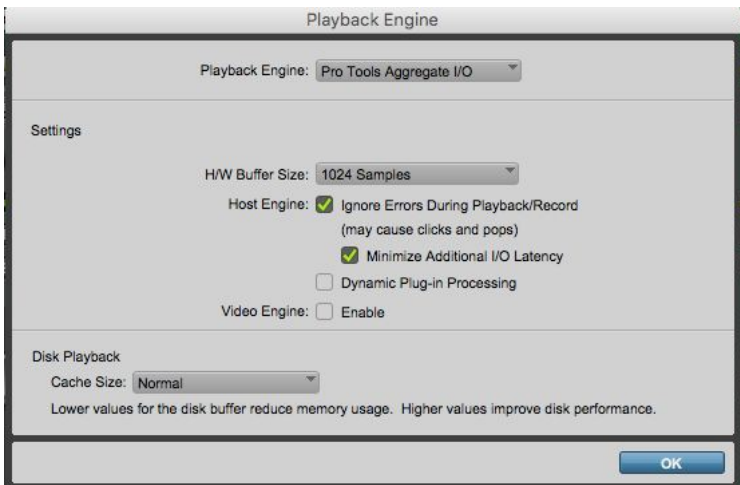 Playback Engine
Playback Engine: Pro Tools Aggregate I/O
Settings
H/W Buffer Size: 1024 Samples
Host Engine: Ignore Errors During Playback/Record
(may cause clicks and pops)
Minimize Additional I/O Latency
Dynamic Plug-in Processing
Video Engine: Enable
Disk Playback
Cache Size: Normal
Lower values for the disk buffer reduce memory usage. Higher values improve disk performance.
OK